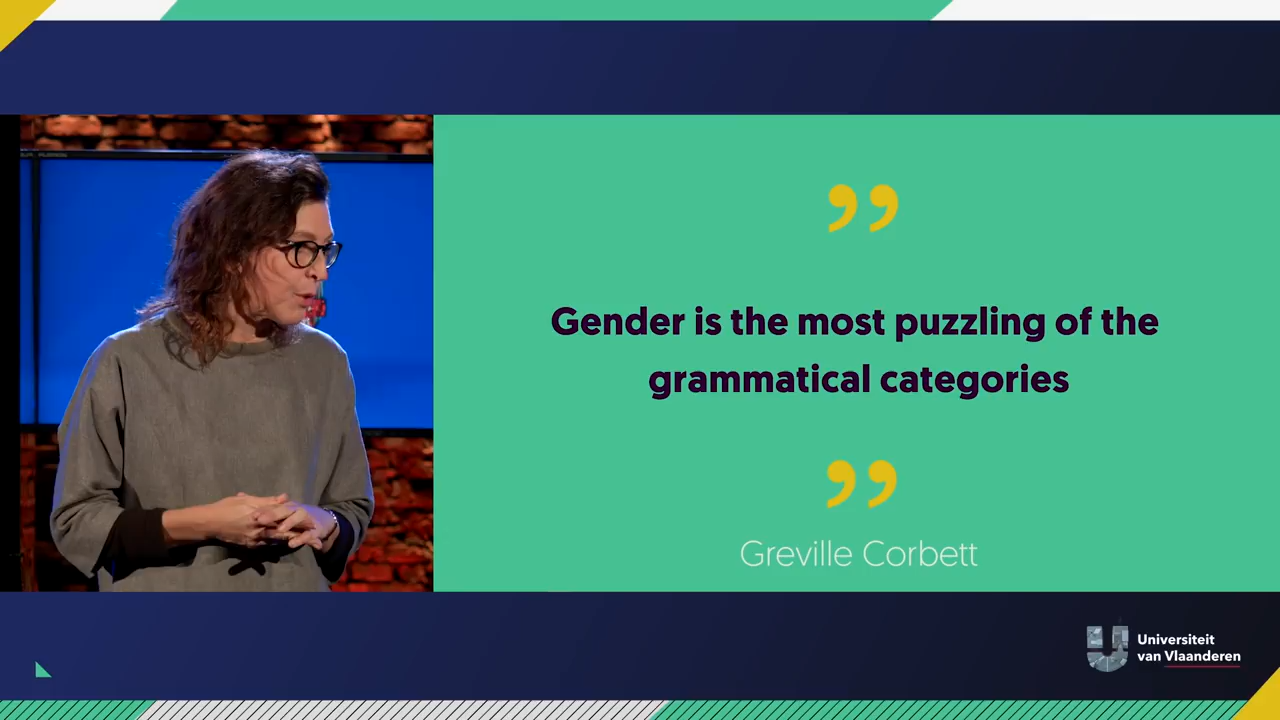 ”
Gender is the most puzzling of the
grammatical categories
”
Greville Corbett
Universiteit
van Vlaanderen